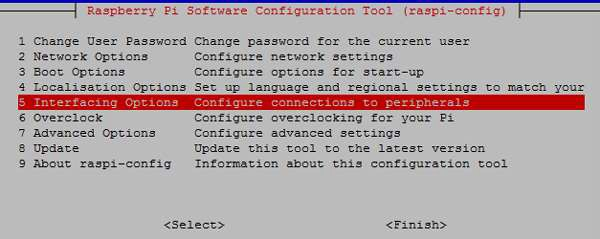 Raspberry Pi Software Configuration Tool (raspi-config)
1 Change User Password Change password for the current user
2 Network Options Configure network settings
3 Boot Options Configure options for start-up
4 Localisation Options Set up language and regional settings to match your
5 Interfacing Options Configure connections to peripherals
6 Overclock Configure overclocking for your Pi
7 Advanced Options Configure advanced settings
8 Update Update this tool to the latest version
9 About raspi-config Information about this configuration tool
<Select> <Finish>